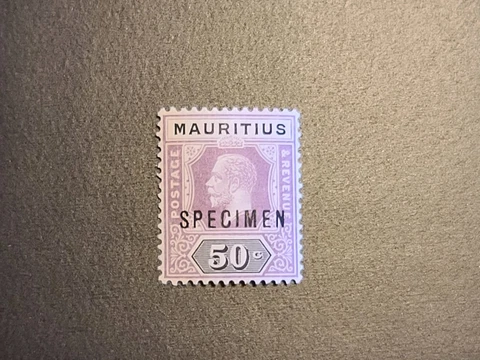 MAURITIUS
POSTAGE
& REVENUE
SPECIMEN
50c